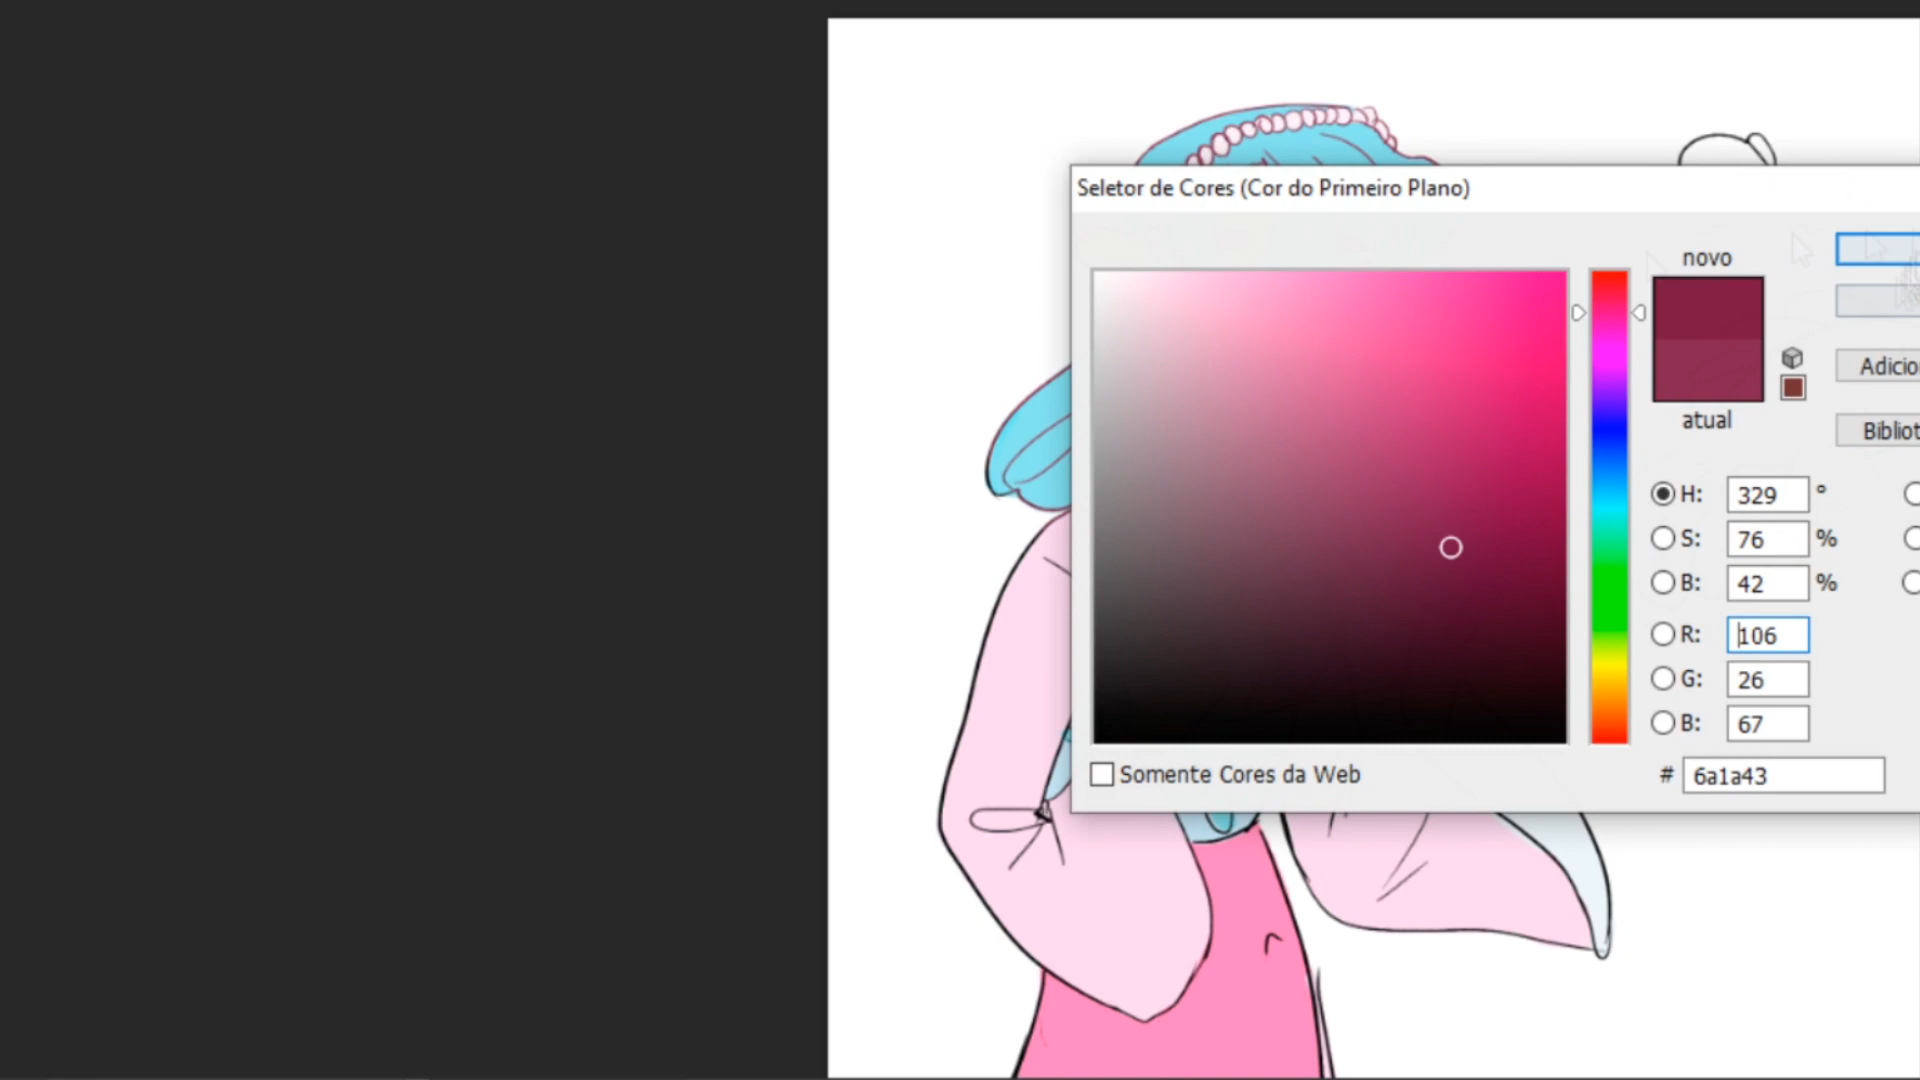 Seletor de Cores (Cor do Primeiro Plano)
novo
atual
Adicio
Bibliot
H: 329 °
S: 76 %
B: 42 %
R: 106
G: 26
B: 67
Somente Cores da Web
# 6a1a43